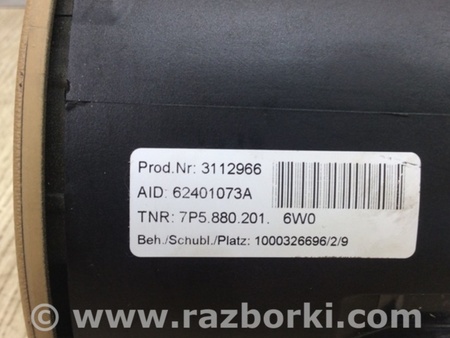 Prod.Nr: 3112966
AID: 62401073A
TNR: 7P5.880.201. 6W0
Beh./Schubl./Platz: 1000326696/2/9
www.razborki.com